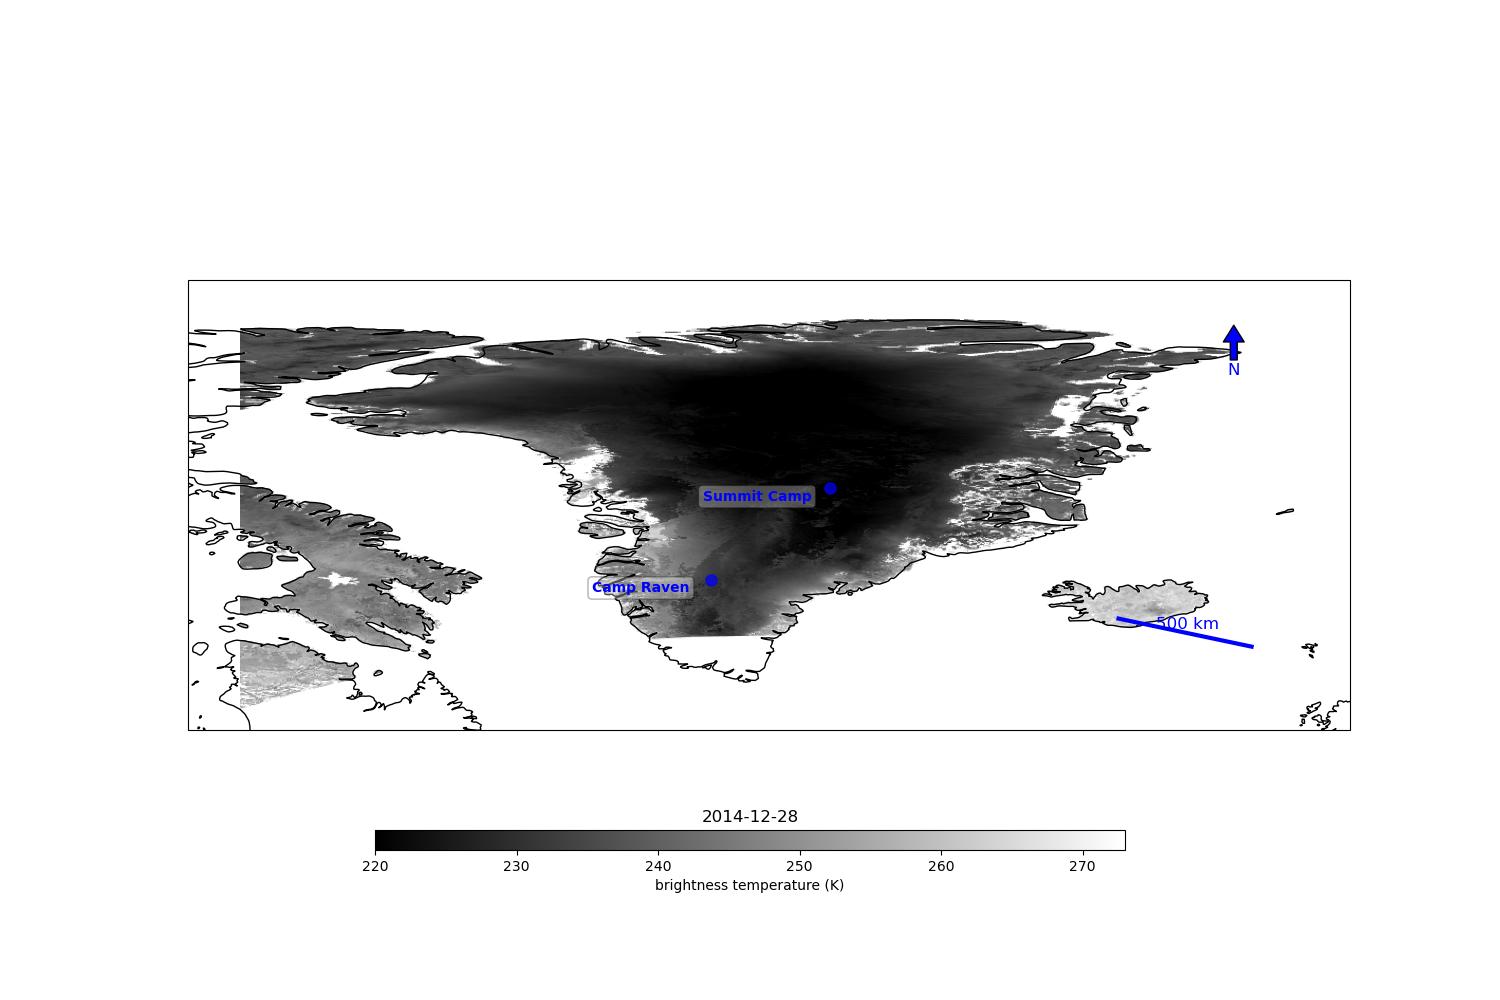 N
Summit Camp
Camp Raven
500 km
2014-12-28
220 230 240 250 260 270
brightness temperature (K)